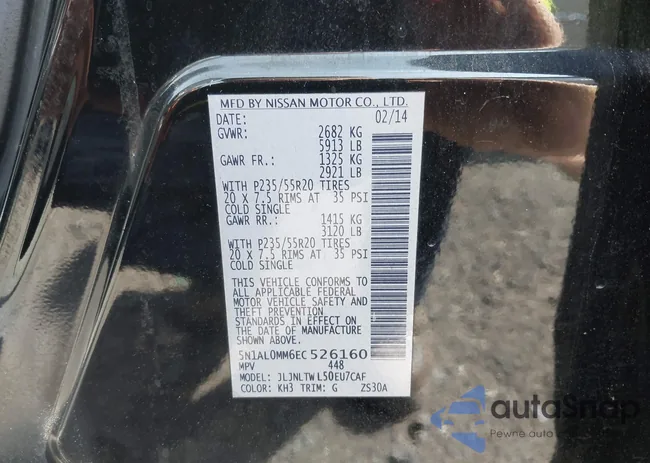 MFD BY NISSAN MOTOR CO., LTD.
DATE: 02/14
GVWR: 2682 KG
5913 LB
GAWR FR.: 1325 KG
2921 LB
WITH P235/55R20 TIRES
20 x 7.5 RIMS AT 35 PSI
COLD SINGLE
GAWR RR.: 1415 KG
3120 LB
WITH P235/55R20 TIRES
20 x 7.5 RIMS AT 35 PSI
COLD SINGLE
THIS VEHICLE CONFORMS TO
ALL APPLICABLE FEDERAL
MOTOR VEHICLE SAFETY AND
THEFT PREVENTION
STANDARDS IN EFFECT ON
THE DATE OF MANUFACTURE
SHOWN ABOVE.
5N1AL0MM6EC526160
MPV 448
MODEL: JLJNLTWL50EU7CAF
COLOR: KH3 TRIM: G ZS30A
autoSnap
Pewne auto